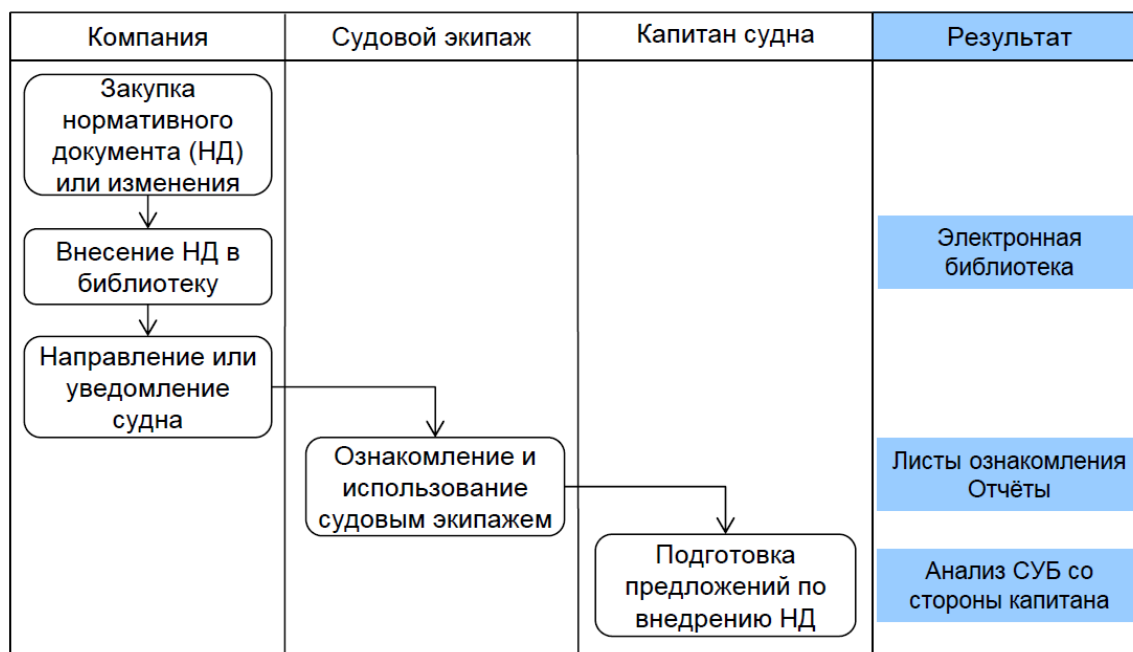 Компания
Судовой экипаж
Капитан судна
Результат
Закупка
нормативного
документа (НД)
или изменения
Внесение НД в
библиотеку
Электронная
библиотека
Направление или
уведомление
судна
Ознакомление и
использование
судовым экипажем
Листы ознакомления
Отчёты
Подготовка
предложений по
внедрению НД
Анализ СУБ со
стороны капитана